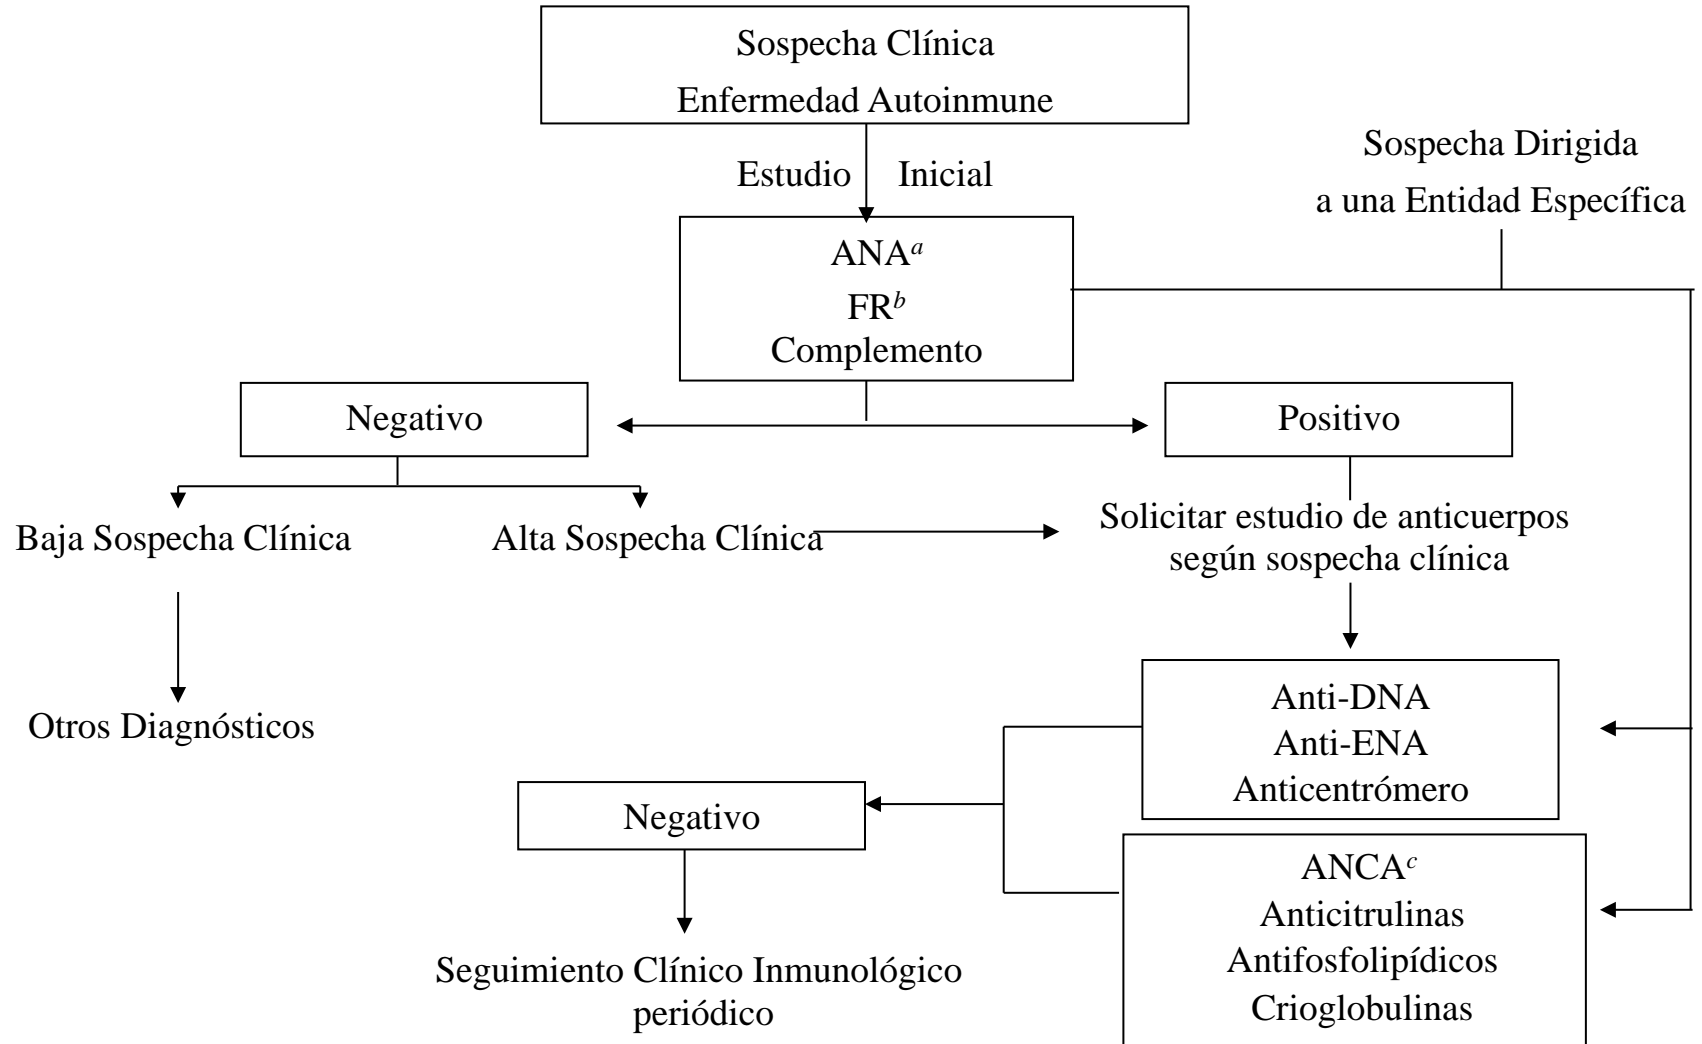 Sospecha Clínica
Enfermedad Autoinmune
Sospecha Dirigida
a una Entidad Específica
Estudio Inicial
ANAᵃ
FRᵇ
Complemento
Negativo
Positivo
Baja Sospecha Clínica
Alta Sospecha Clínica
Solicitar estudio de anticuerpos
según sospecha clínica
Otros Diagnósticos
Anti-DNA
Anti-ENA
Anticentrómero
Negativo
ANCAᶜ
Anticitrulinas
Antifosfolipídicos
Crioglobulinas
Seguimiento Clínico Inmunológico
periódico